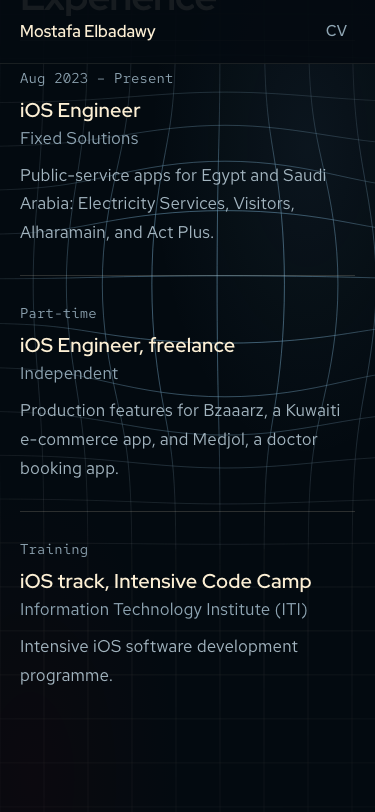 Experience
Mostafa Elbadawy
CV
Aug 2023 – Present
iOS Engineer
Fixed Solutions
Public-service apps for Egypt and Saudi
Arabia: Electricity Services, Visitors,
Alharamain, and Act Plus.
Part-time
iOS Engineer, freelance
Independent
Production features for Bzaaarz, a Kuwaiti
e-commerce app, and Medjol, a doctor
booking app.
Training
iOS track, Intensive Code Camp
Information Technology Institute (ITI)
Intensive iOS software development
programme.